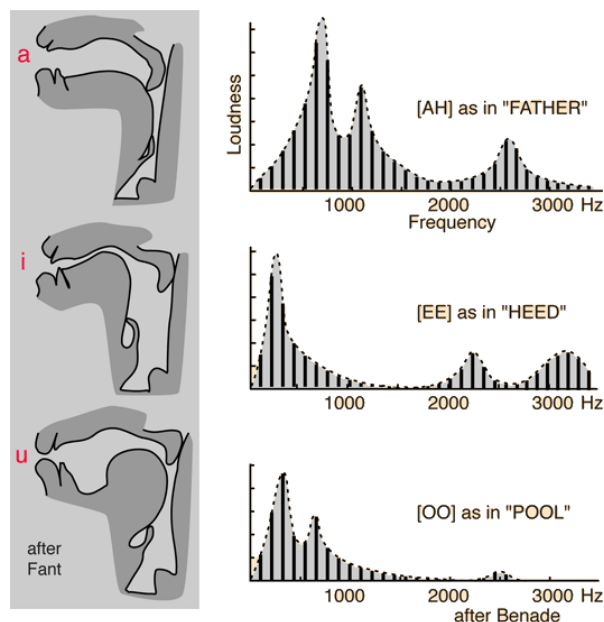 a
Loudness
[AH] as in "FATHER"
1000
3000 Hz
Frequency
i
[EE] as in "HEED"
1000
2000
3000 Hz
u
[OO] as in "POOL"
after
Fant
1000
2000
3000 Hz
after Benade